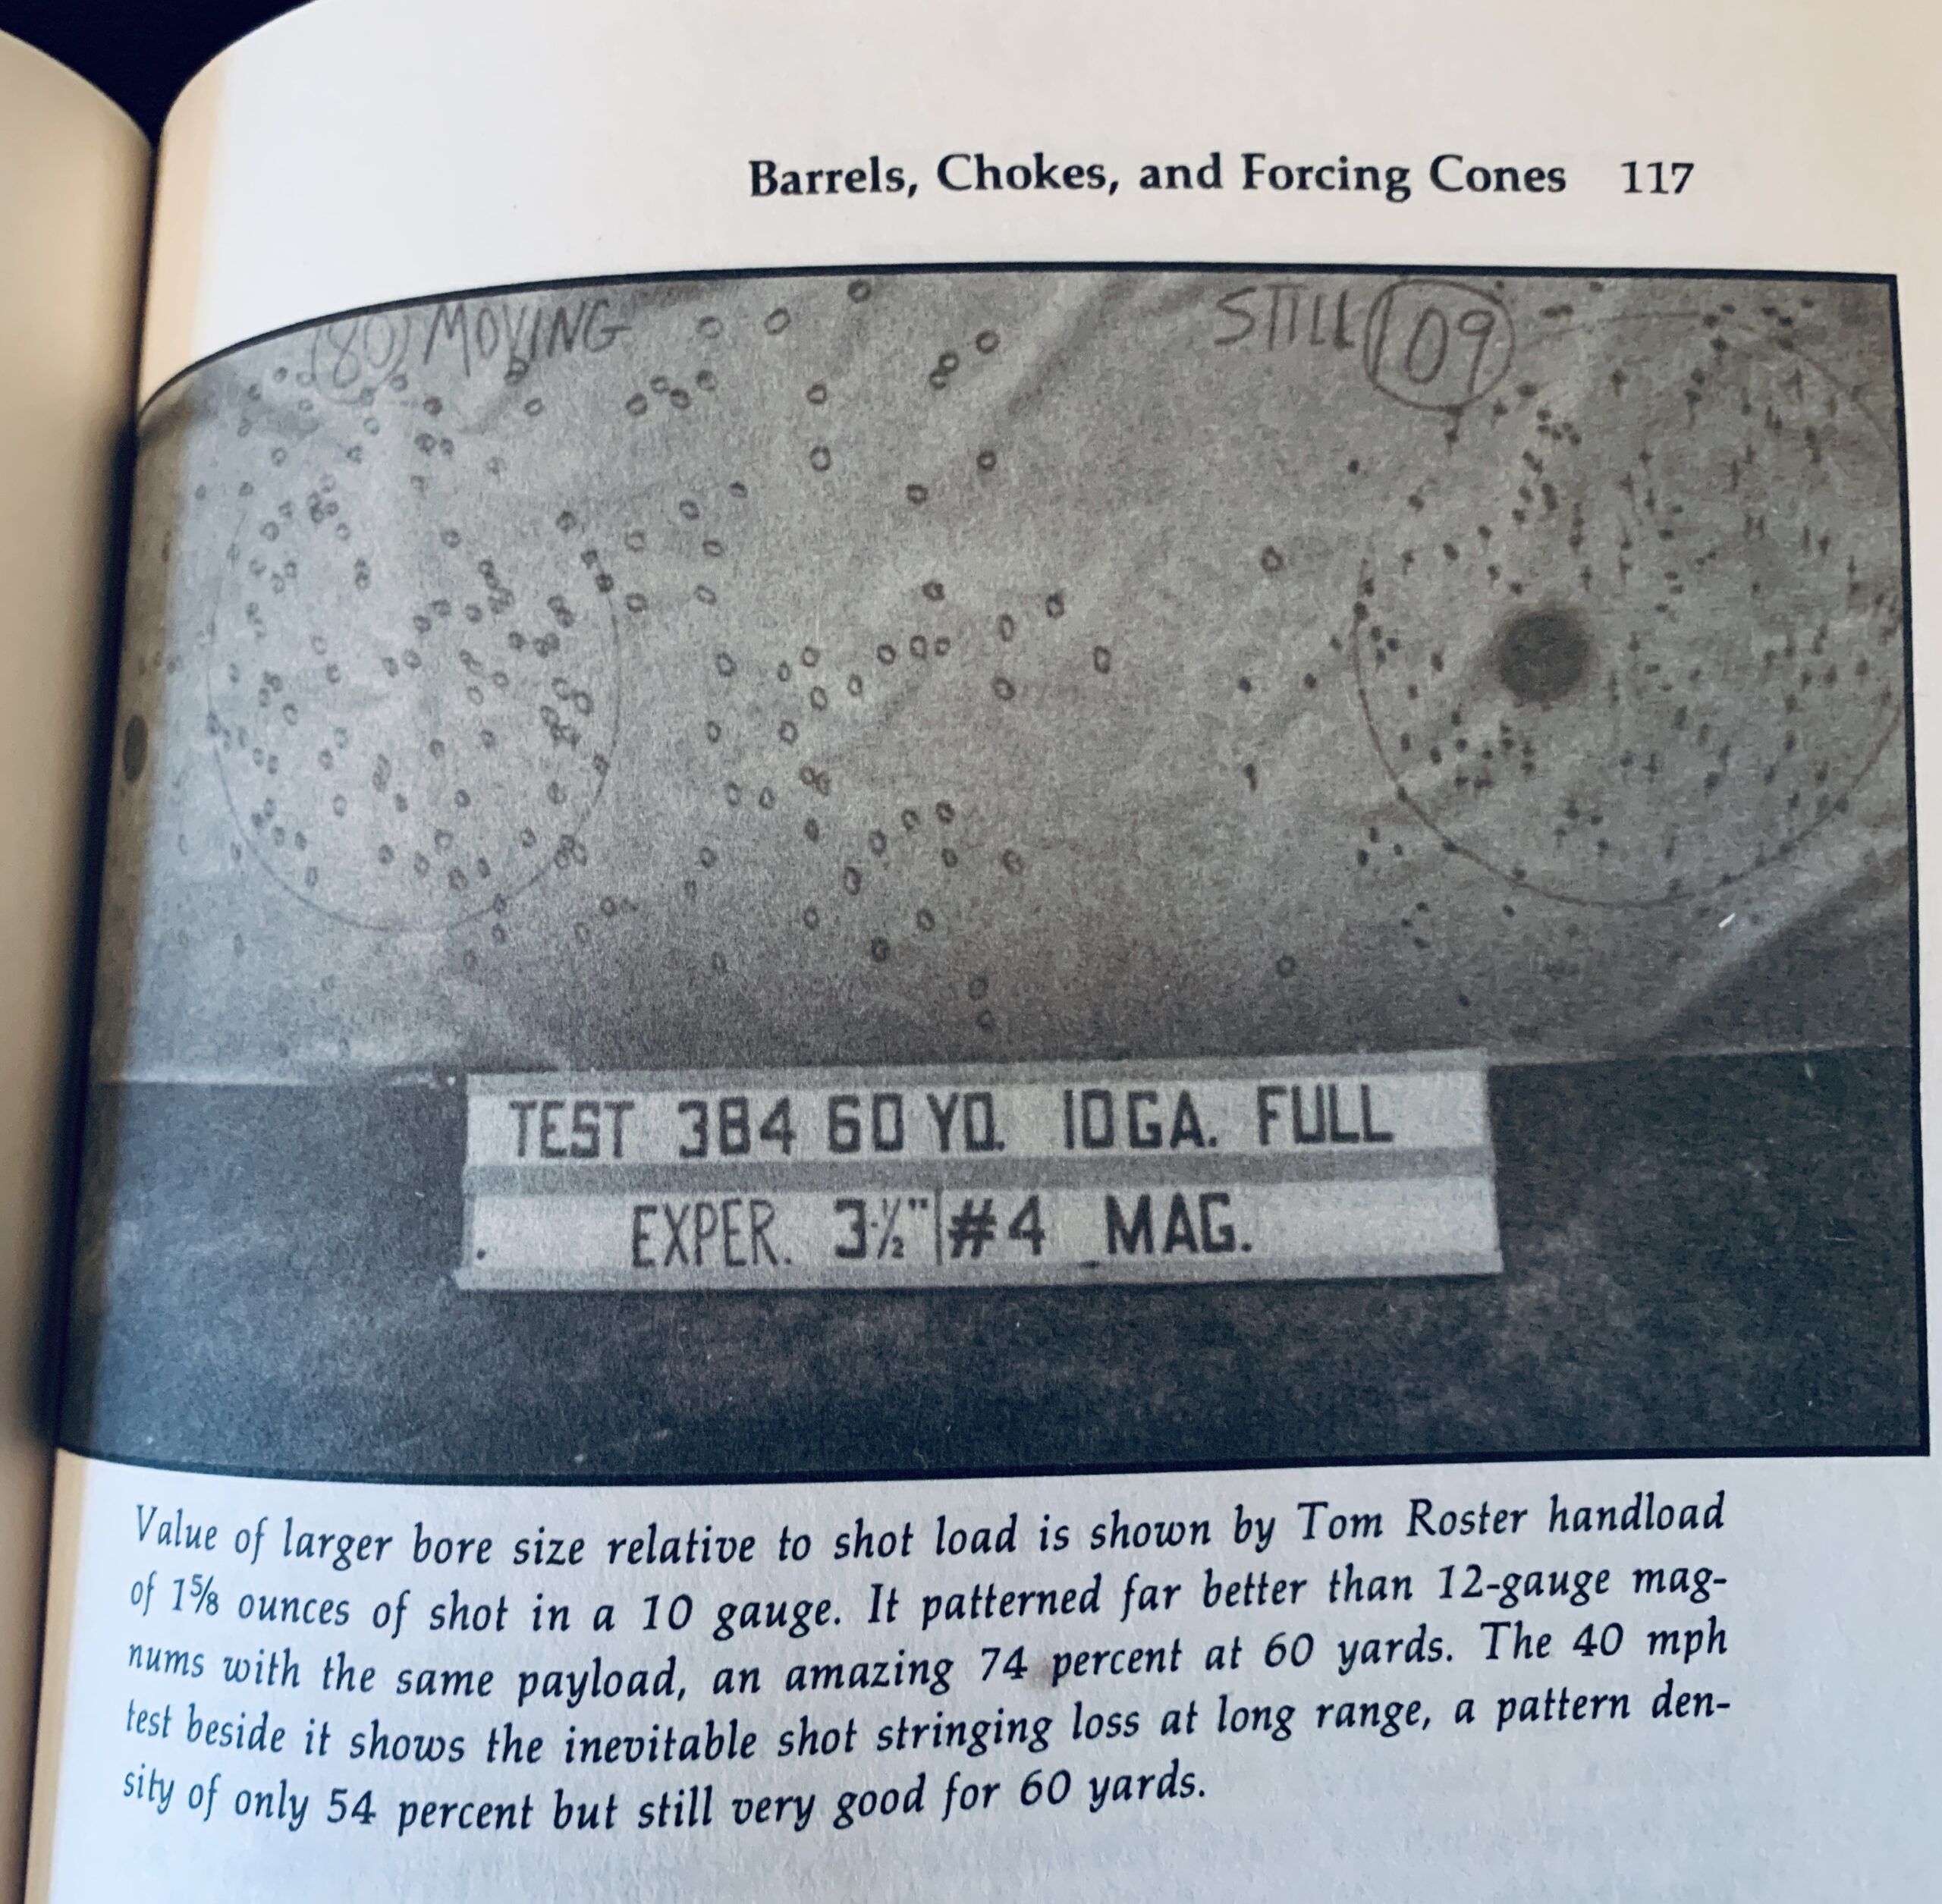 Barrels, Chokes, and Forcing Cones 117
(80) MOVING STILL 109
TEST 384 60 YD. 10 GA. FULL
EXPER. 3½" #4 MAG.
Value of larger bore size relative to shot load is shown by Tom Roster handload
of 1⅝ ounces of shot in a 10 gauge. It patterned far better than 12-gauge mag-
nums with the same payload, an amazing 74 percent at 60 yards. The 40 mph
test beside it shows the inevitable shot stringing loss at long range, a pattern den-
sity of only 54 percent but still very good for 60 yards.